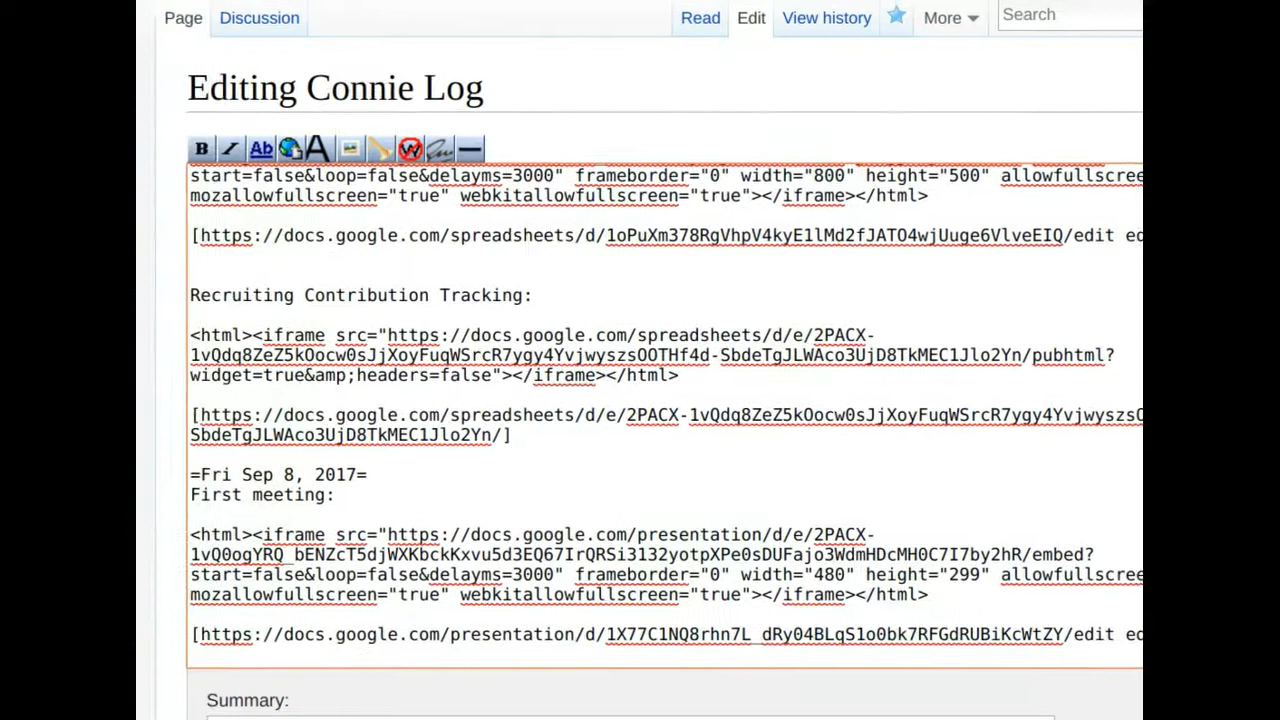 Page Discussion Read Edit View history More Search
Editing Connie Log
B I Ab A W
start=false&loop=false&delayms=3000" frameborder="0" width="800" height="500" allowfullscree
mozallowfullscreen="true" webkitallowfullscreen="true"></iframe></html>
[https://docs.google.com/spreadsheets/d/1oPuXm378RgVhpV4kyE1lMd2fJATO4wjUuge6VlveEIQ/edit ed
Recruiting Contribution Tracking:
<html><iframe src="https://docs.google.com/spreadsheets/d/e/2PACX-
1vQdq8ZeZ5kOocw0sJjXoyFuqWSrcR7ygy4YvjwyszsOOTHf4d-SbdeTgJLWAco3UjD8TkMEC1Jlo2Yn/pubhtml?
widget=true&amp;headers=false"></iframe></html>
[https://docs.google.com/spreadsheets/d/e/2PACX-1vQdq8ZeZ5kOocw0sJjXoyFuqWSrcR7ygy4YvjwyszsO
SbdeTgJLWAco3UjD8TkMEC1Jlo2Yn/]
=Fri Sep 8, 2017=
First meeting:
<html><iframe src="https://docs.google.com/presentation/d/e/2PACX-
1vQ0ogYRQ_bENZcT5djWXKbckKxvu5d3EQ67IrQRSi3132yotpXPe0sDUFajo3WdmHDcMH0C7I7by2hR/embed?
start=false&loop=false&delayms=3000" frameborder="0" width="480" height="299" allowfullscree
mozallowfullscreen="true" webkitallowfullscreen="true"></iframe></html>
[https://docs.google.com/presentation/d/1X77C1NQ8rhn7L_dRy04BLqS1o0bk7RFGdRUBiKcWtZY/edit ed
Summary: